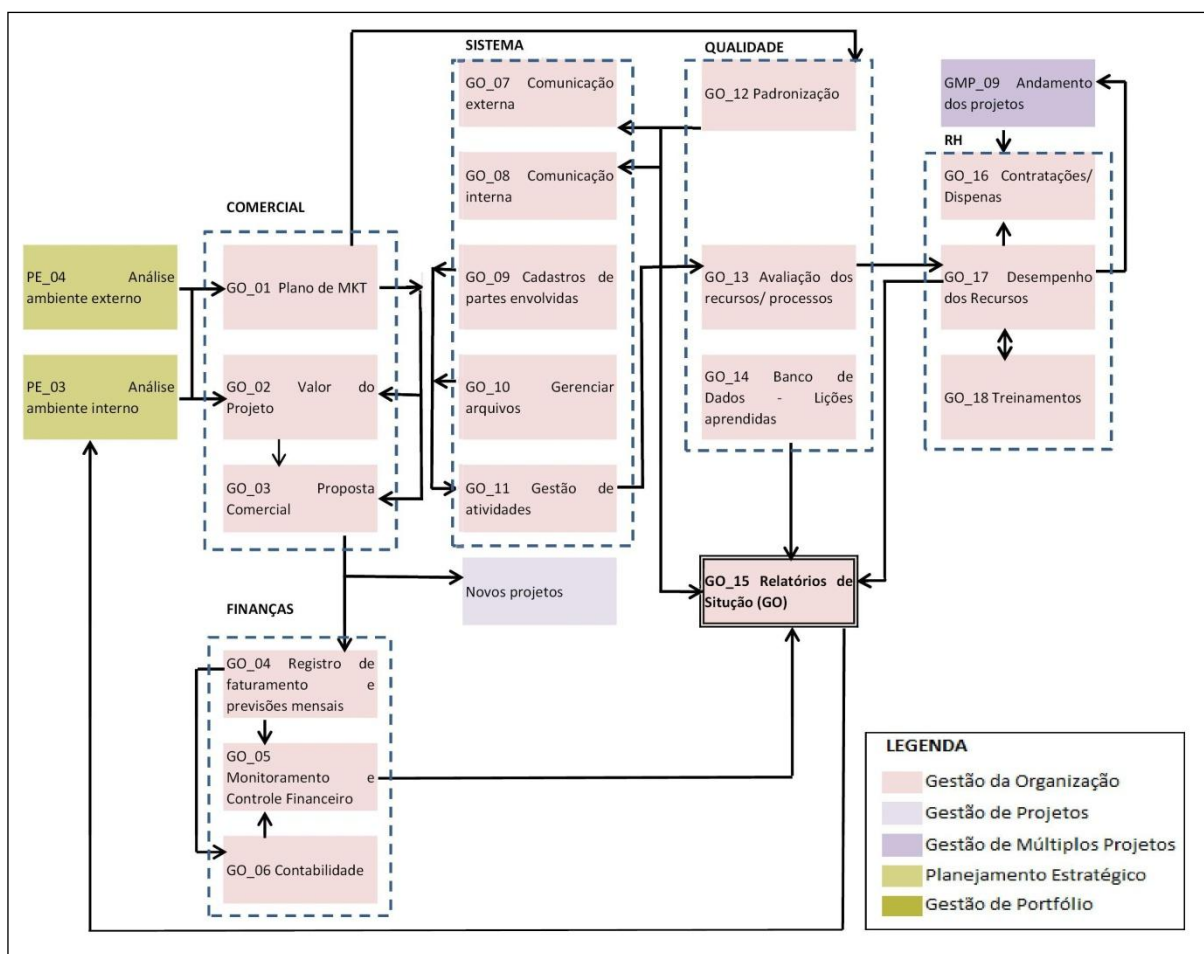 SISTEMA
GO_07 Comunicação
externa
GO_08 Comunicação
interna
GO_09 Cadastros de
partes envolvidas
GO_10 Gerenciar
arquivos
GO_11 Gestão de
atividades
Novos projetos
QUALIDADE
GO_12 Padronização
GO_13 Avaliação dos
recursos/ processos
GO_14 Banco de
Dados - Lições
aprendidas
GO_15 Relatórios de
Situção (GO)
GMP_09 Andamento
dos projetos
RH
GO_16 Contratações/
Dispenas
GO_17 Desempenho
dos Recursos
GO_18 Treinamentos
COMERCIAL
PE_04 Análise
ambiente externo
PE_03 Análise
ambiente interno
GO_01 Plano de MKT
GO_02 Valor do
Projeto
GO_03 Proposta
Comercial
FINANÇAS
GO_04 Registro de
faturamento e
previsões mensais
GO_05
Monitoramento e
Controle Financeiro
GO_06 Contabilidade
LEGENDA
Gestão da Organização
Gestão de Projetos
Gestão de Múltiplos Projetos
Planejamento Estratégico
Gestão de Portfólio